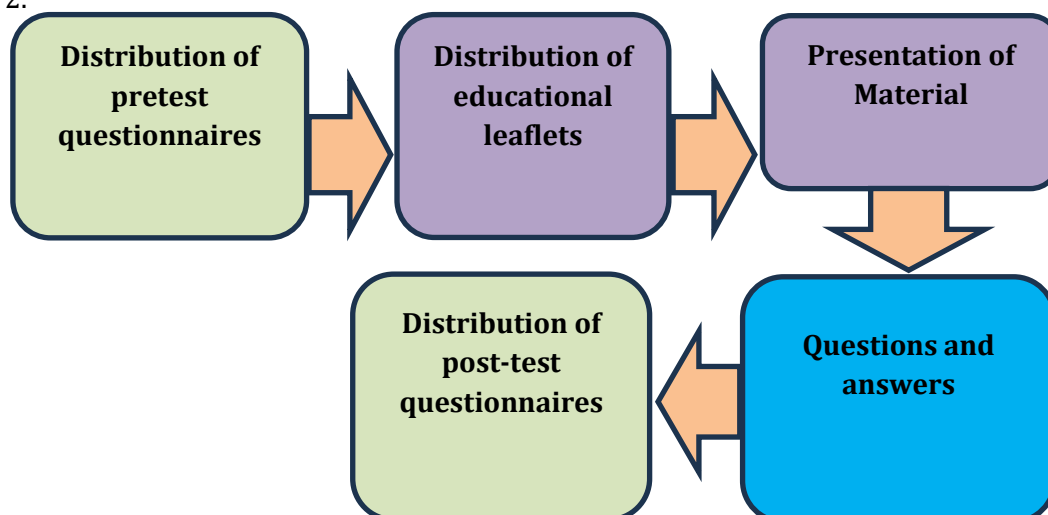 2.
Distribution of
pretest
questionnaires
Distribution of
educational
leaflets
Presentation of
Material
Questions and
answers
Distribution of
post-test
questionnaires